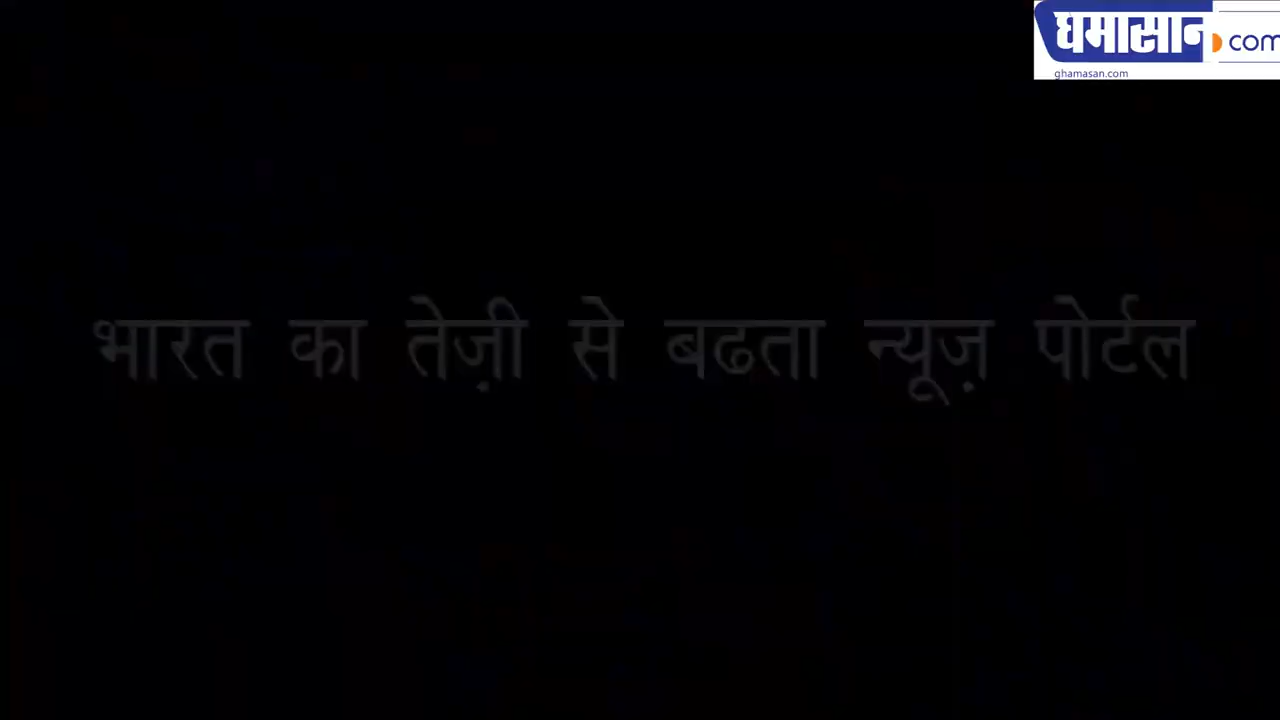 घमासान.com
ghamasan.com
भारत का तेज़ी से बढता न्यूज़ पोर्टल